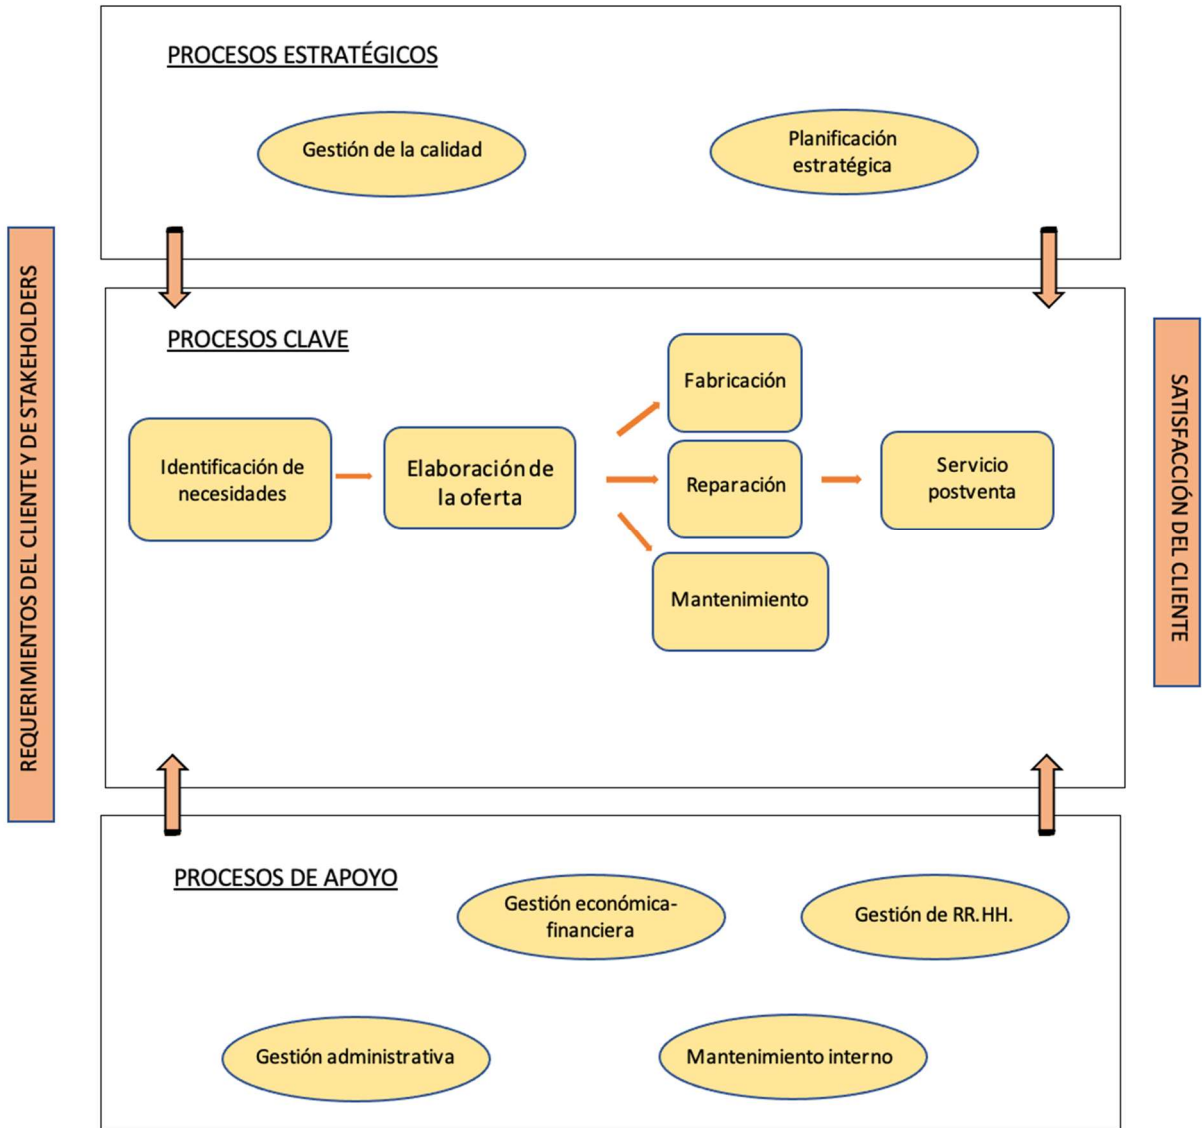 PROCESOS ESTRATÉGICOS
Gestión de la calidad
Planificación
estratégica
REQUERIMIENTOS DEL CLIENTE Y DE STAKEHOLDERS
PROCESOS CLAVE
Identificación de
necesidades
Elaboración de
la oferta
Fabricación
Reparación
Mantenimiento
Servicio
postventa
SATISFACCIÓN DEL CLIENTE
PROCESOS DE APOYO
Gestión económica-
financiera
Gestión de RR.HH.
Gestión administrativa
Mantenimiento interno